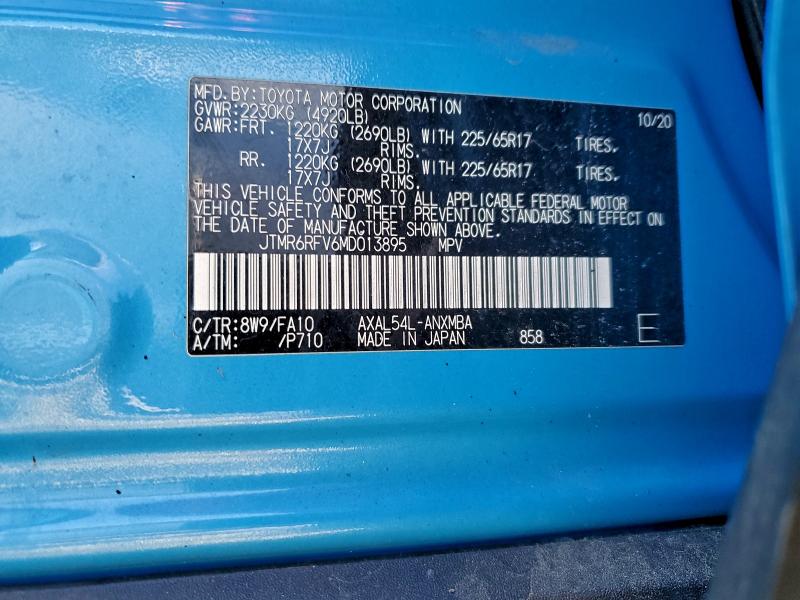 MFD.BY:TOYOTA MOTOR CORPORATION 10/20
GVWR:2230KG (4920LB)
GAWR:FRT. 1220KG (2690LB) WITH 225/65R17 TIRES,
17X7J RIMS.
RR. 1220KG (2690LB) WITH 225/65R17 TIRES,
17X7J RIMS.
THIS VEHICLE CONFORMS TO ALL APPLICABLE FEDERAL MOTOR
VEHICLE SAFETY AND THEFT PREVENTION STANDARDS IN EFFECT ON
THE DATE OF MANUFACTURE SHOWN ABOVE.
JTMR6RFV6MD013895 MPV
C/TR:8W9/FA10 AXAL54L-ANXMBA
A/TM: /P710 MADE IN JAPAN 858 E